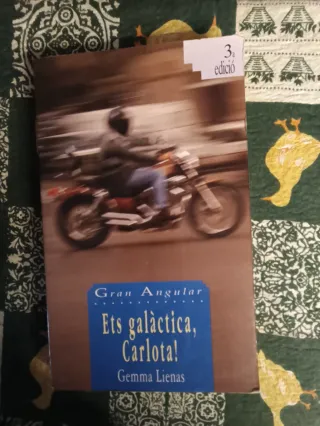 3a
edició
Gran Angular
Ets galàctica,
Carlota!
Gemma Lienas